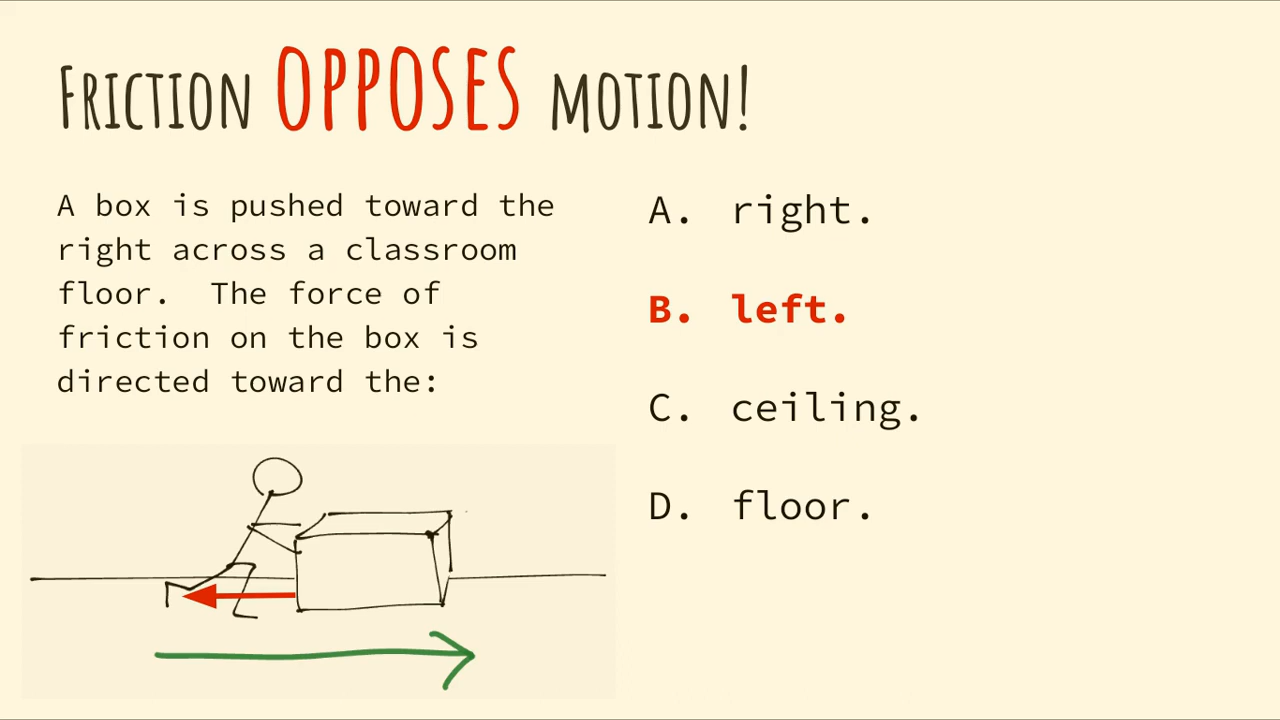 Friction OPPOSES motion!
A box is pushed toward the
right across a classroom
floor.  The force of
friction on the box is
directed toward the:
A. right.
B. left.
C. ceiling.
D. floor.